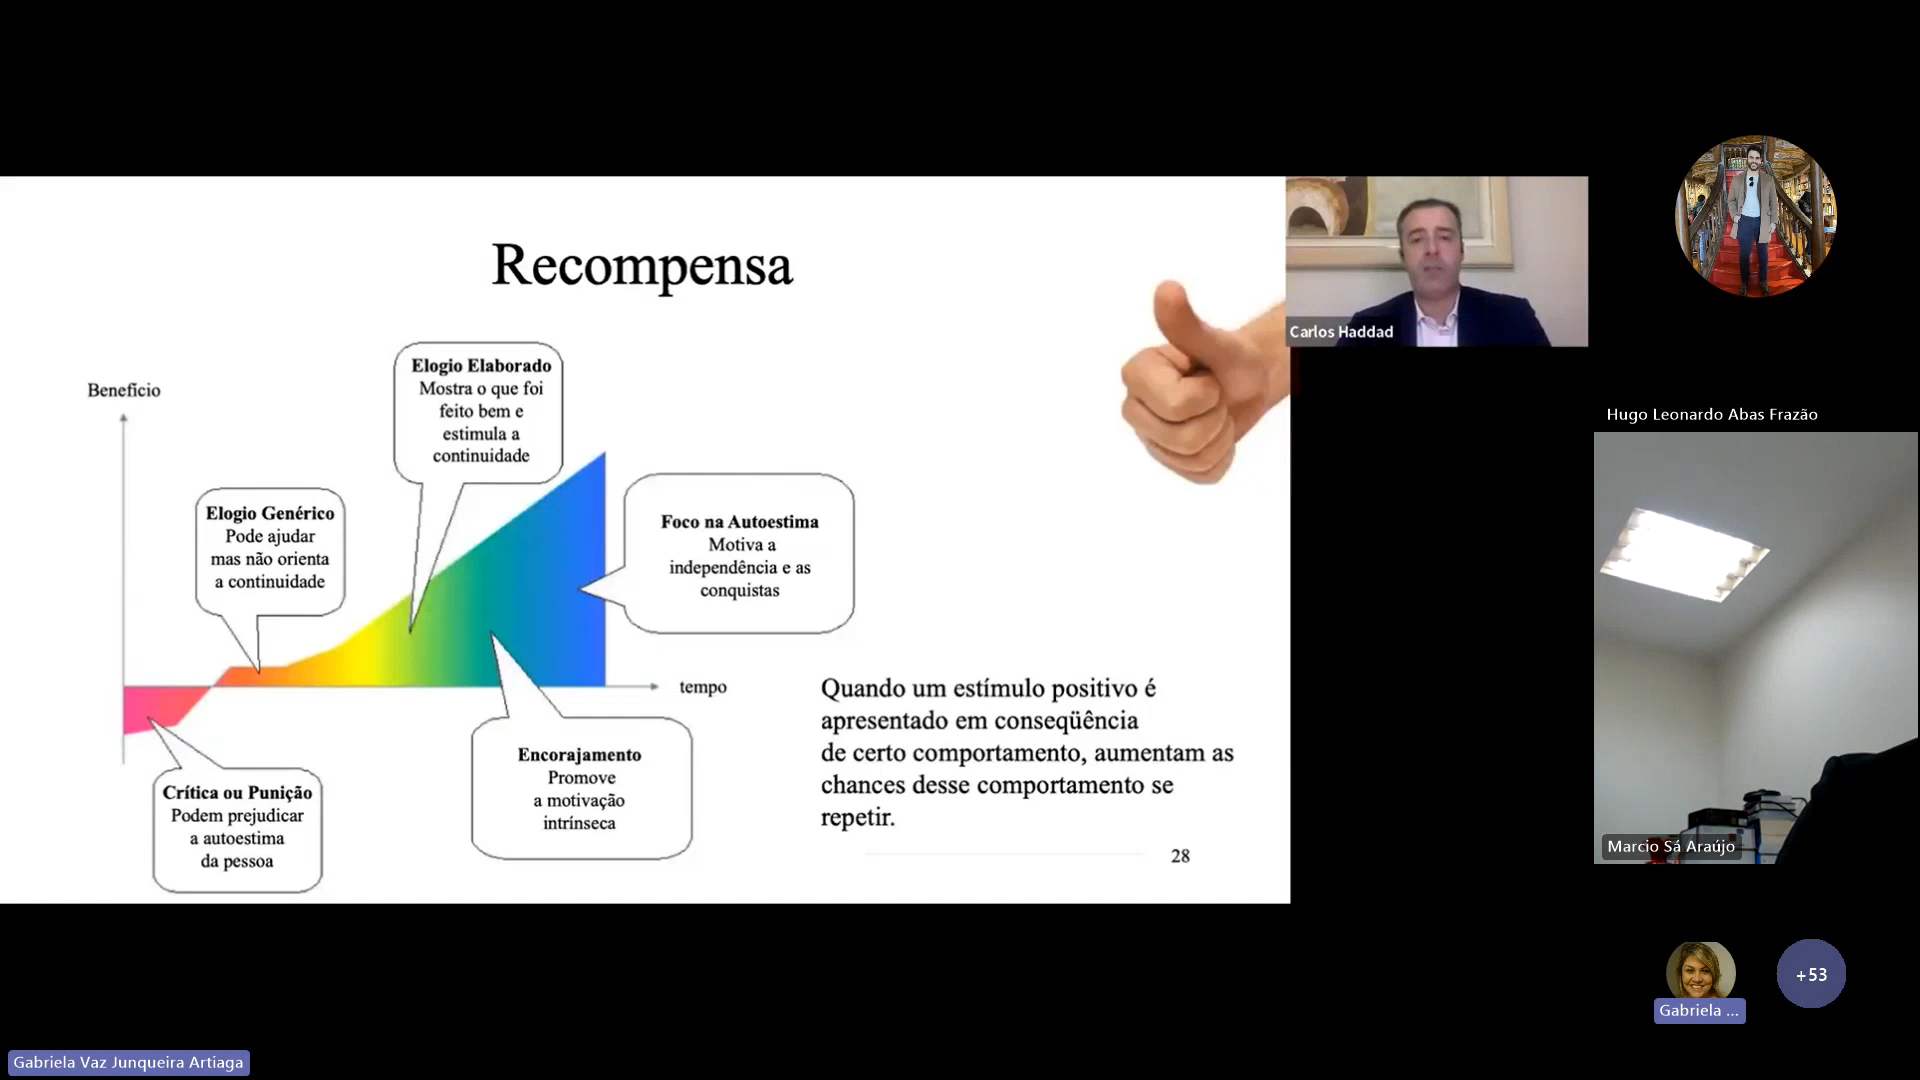 Recompensa
Benefício
Elogio Elaborado
Mostra o que foi
feito bem e
estimula a
continuidade
Elogio Genérico
Pode ajudar
mas não orienta
a continuidade
Foco na Autoestima
Motiva a
independência e as
conquistas
tempo
Crítica ou Punição
Podem prejudicar
a autoestima
da pessoa
Encorajamento
Promove
a motivação
intrínseca
Quando um estímulo positivo é
apresentado em conseqüência
de certo comportamento, aumentam as
chances desse comportamento se
repetir.
28
Carlos Haddad
Hugo Leonardo Abas Frazão
Marcio Sá Araújo
Gabriela ...
+53
Gabriela Vaz Junqueira Artiaga